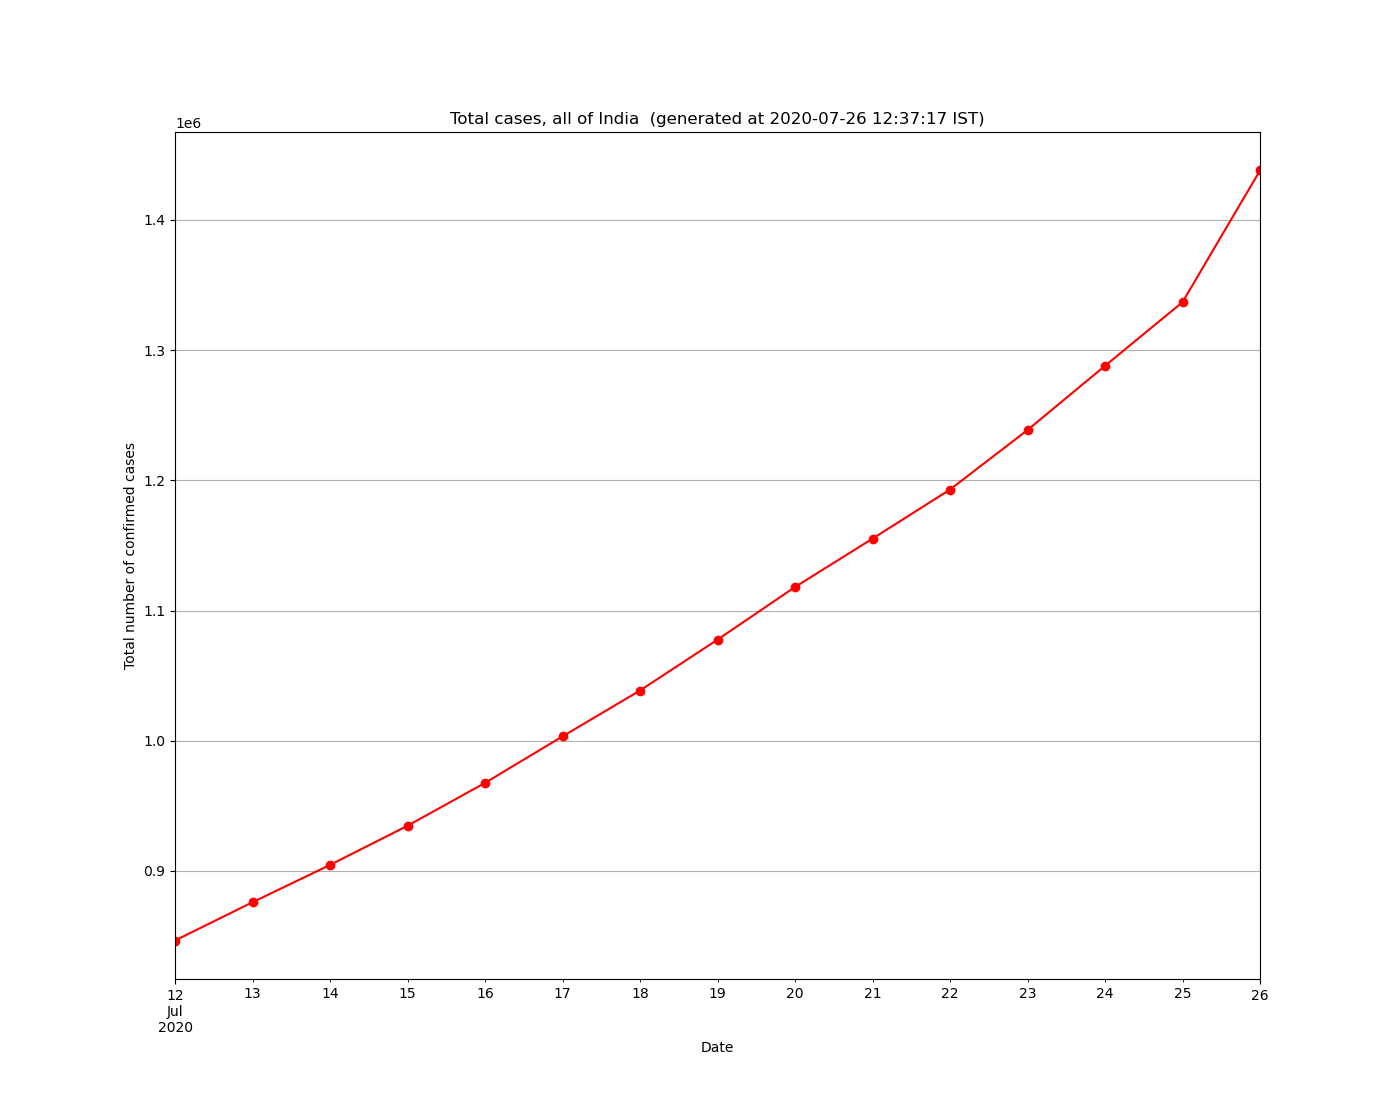 Total cases, all of India  (generated at 2020-07-26 12:37:17 IST)
1e6
1.4
1.3
1.2
1.1
1.0
0.9
Total number of confirmed cases
12 13 14 15 16 17 18 19 20 21 22 23 24 25 26
Jul
2020
Date